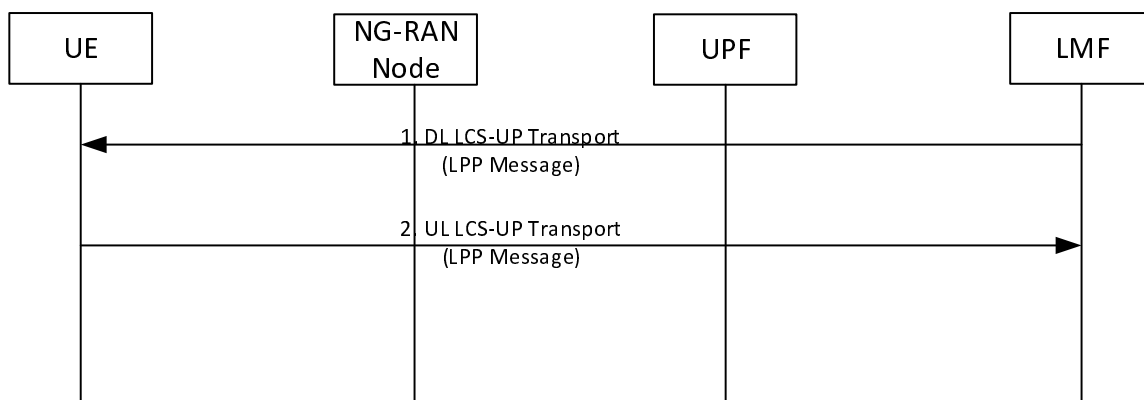 UE
NG-RAN
Node
UPF
LMF
1. DL LCS-UP Transport
(LPP Message)
2. UL LCS-UP Transport
(LPP Message)